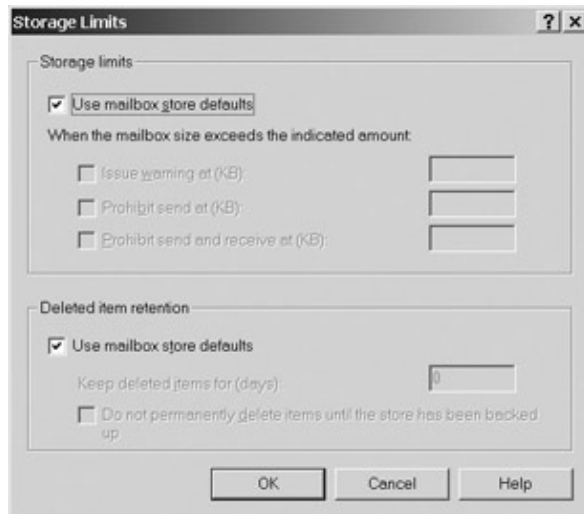 Storage Limits
Storage limits
Use mailbox store defaults
When the mailbox size exceeds the indicated amount:
Issue warning at (KB):
Prohibit send at (KB):
Prohibit send and receive at (KB):
Deleted item retention
Use mailbox store defaults
Keep deleted items for (days):
0
Do not permanently delete items until the store has been backed
up
OK
Cancel
Help